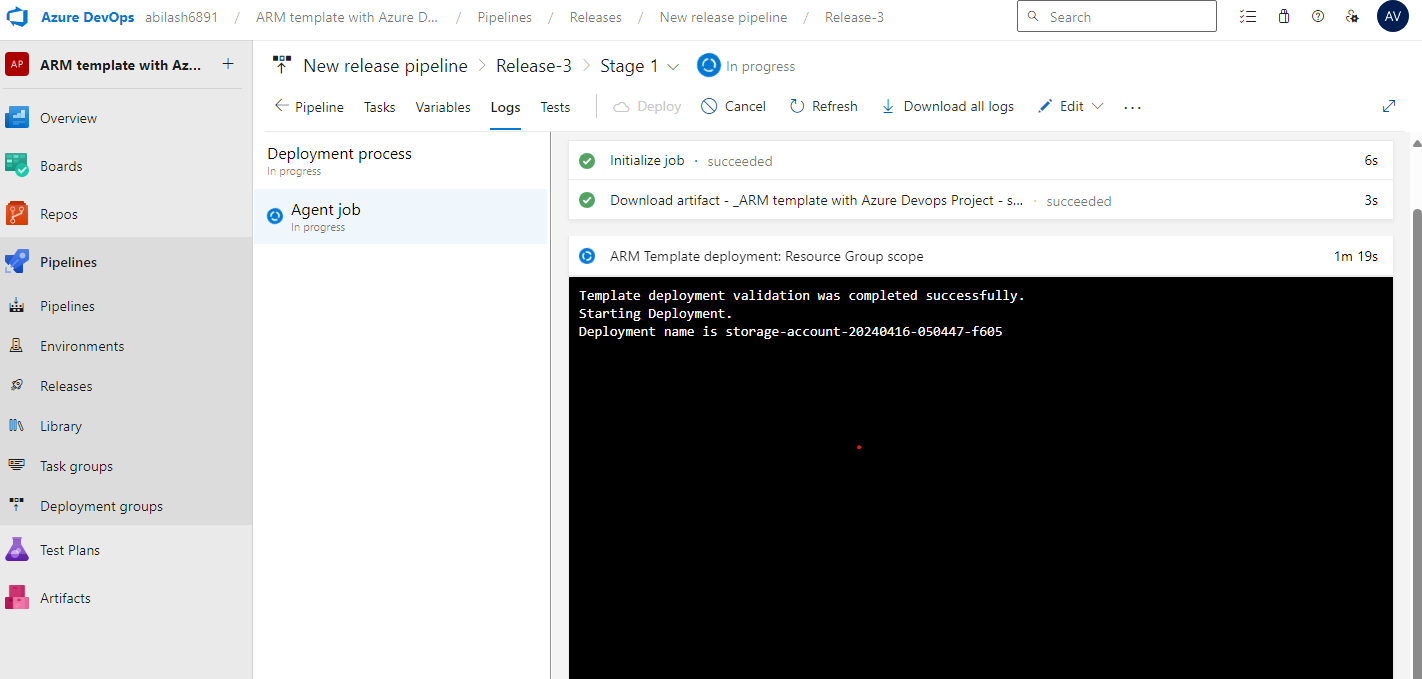 Azure DevOps abilash6891 / ARM template with Azure D... / Pipelines / Releases / New release pipeline / Release-3
Search
AV
AP ARM template with Az... +
Overview
Boards
Repos
Pipelines
Pipelines
Environments
Releases
Library
Task groups
Deployment groups
Test Plans
Artifacts
New release pipeline > Release-3 > Stage 1 In progress
Pipeline Tasks Variables Logs Tests Deploy Cancel Refresh Download all logs Edit ...
Deployment process
In progress
Agent job
In progress
Initialize job · succeeded 6s
Download artifact - _ARM template with Azure Devops Project - s... · succeeded 3s
ARM Template deployment: Resource Group scope 1m 19s
Template deployment validation was completed successfully.
Starting Deployment.
Deployment name is storage-account-20240416-050447-f605